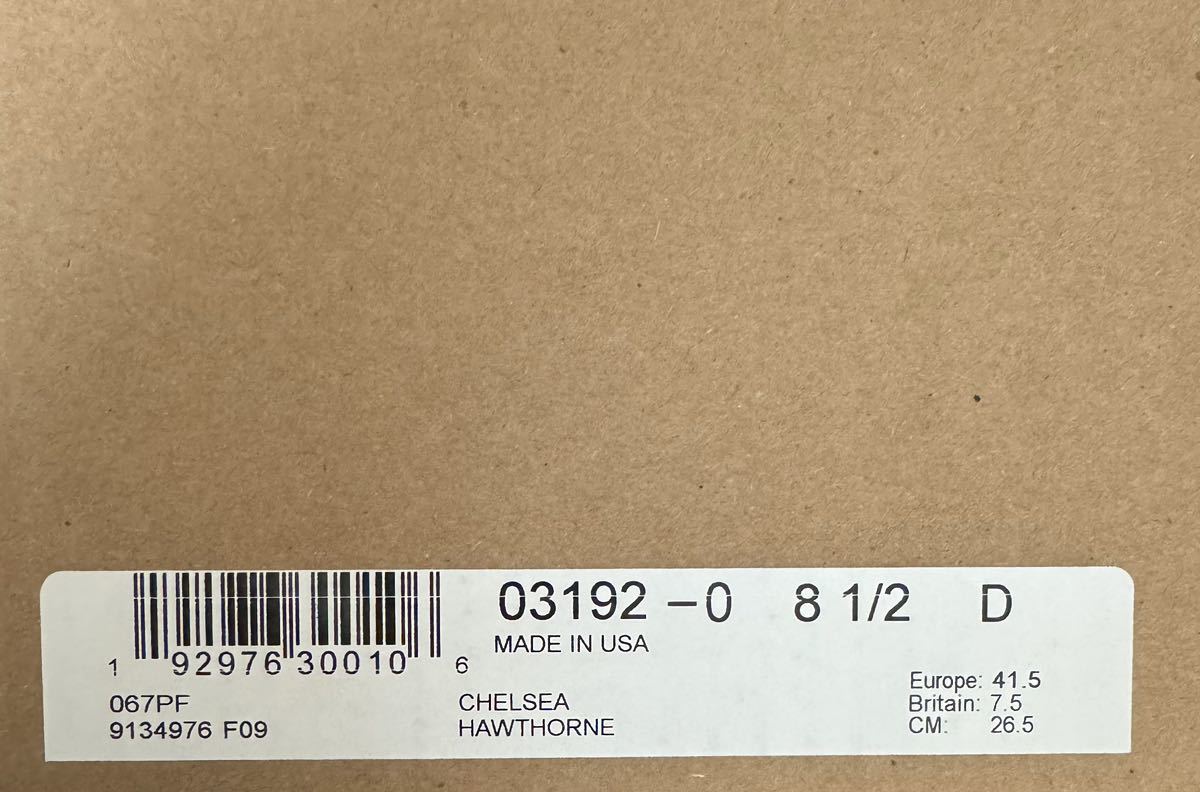 03192 –0 8 1/2 D
MADE IN USA
1 92976 30010 6
067PF
9134976 F09
CHELSEA
HAWTHORNE
Europe: 41.5
Britain: 7.5
CM: 26.5